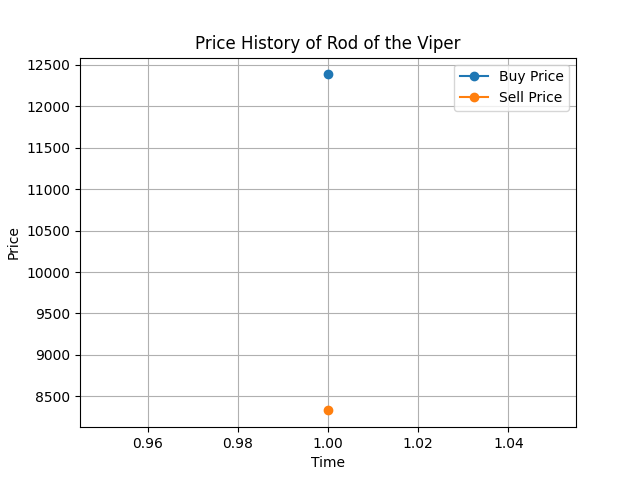 Price History of Rod of the Viper
Buy Price
Sell Price
12500
12000
11500
11000
10500
10000
9500
9000
8500
Price
0.96
0.98
1.00
1.02
1.04
Time